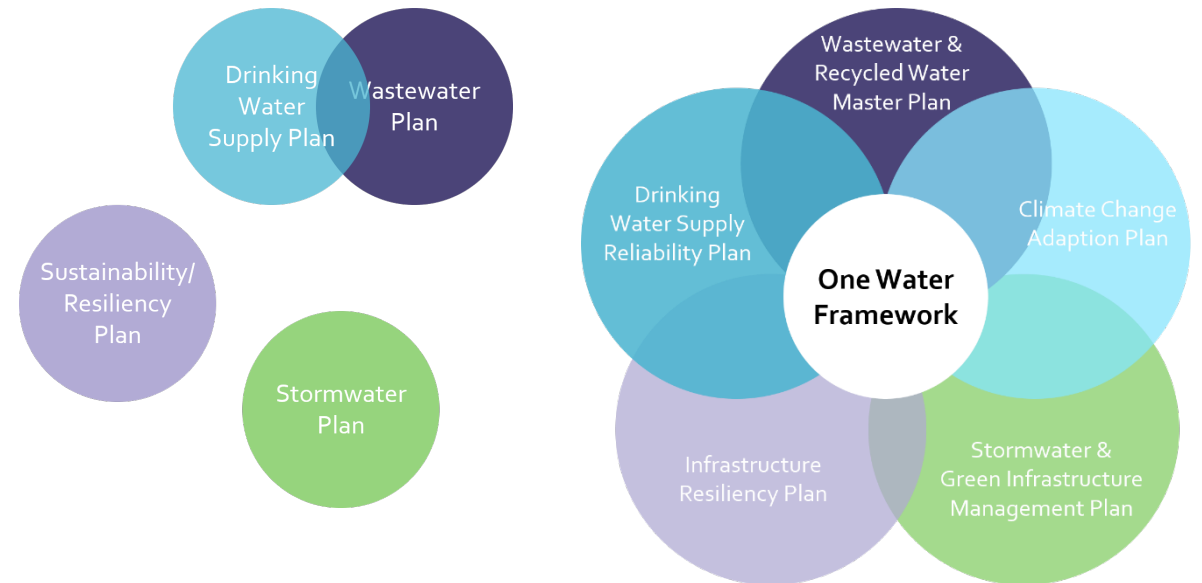 Drinking
Water
Supply Plan
Wastewater
Plan
Sustainability/
Resiliency
Plan
Stormwater
Plan
Wastewater &
Recycled Water
Master Plan
Drinking
Water Supply
Reliability Plan
Climate Change
Adaption Plan
One Water
Framework
Infrastructure
Resiliency Plan
Stormwater &
Green Infrastructure
Management Plan